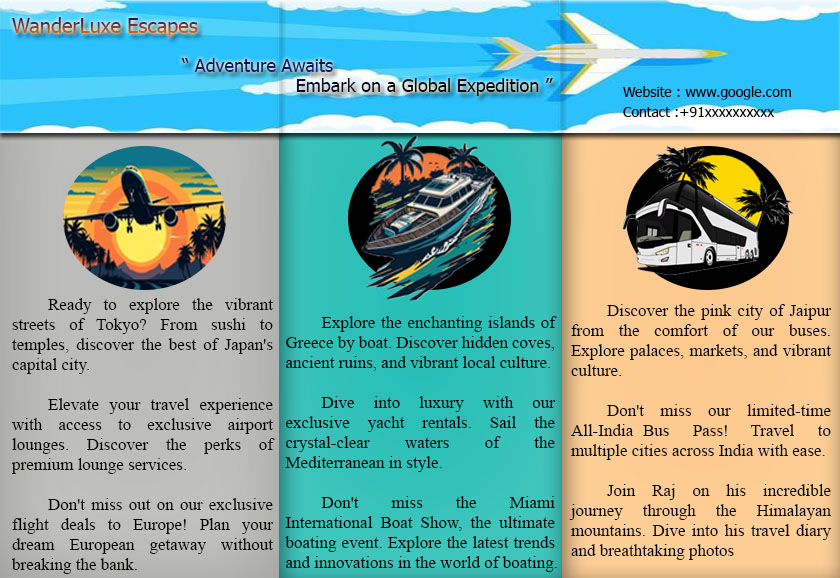 WanderLuxe Escapes
“ Adventure Awaits
Embark on a Global Expedition ”
Website : www.google.com
Contact :+91xxxxxxxxxx
Ready to explore the vibrant
streets of Tokyo? From sushi to
temples, discover the best of Japan's
capital city.
Elevate your travel experience
with access to exclusive airport
lounges. Discover the perks of
premium lounge services.
Don't miss out on our exclusive
flight deals to Europe! Plan your
dream European getaway without
breaking the bank.
Explore the enchanting islands of
Greece by boat. Discover hidden coves,
ancient ruins, and vibrant local culture.
Dive into luxury with our
exclusive yacht rentals. Sail the
crystal-clear waters of the
Mediterranean in style.
Don't miss the Miami
International Boat Show, the ultimate
boating event. Explore the latest trends
and innovations in the world of boating.
Discover the pink city of Jaipur
from the comfort of our buses.
Explore palaces, markets, and vibrant
culture.
Don't miss our limited-time
All-India Bus Pass! Travel to
multiple cities across India with ease.
Join Raj on his incredible
journey through the Himalayan
mountains. Dive into his travel diary
and breathtaking photos